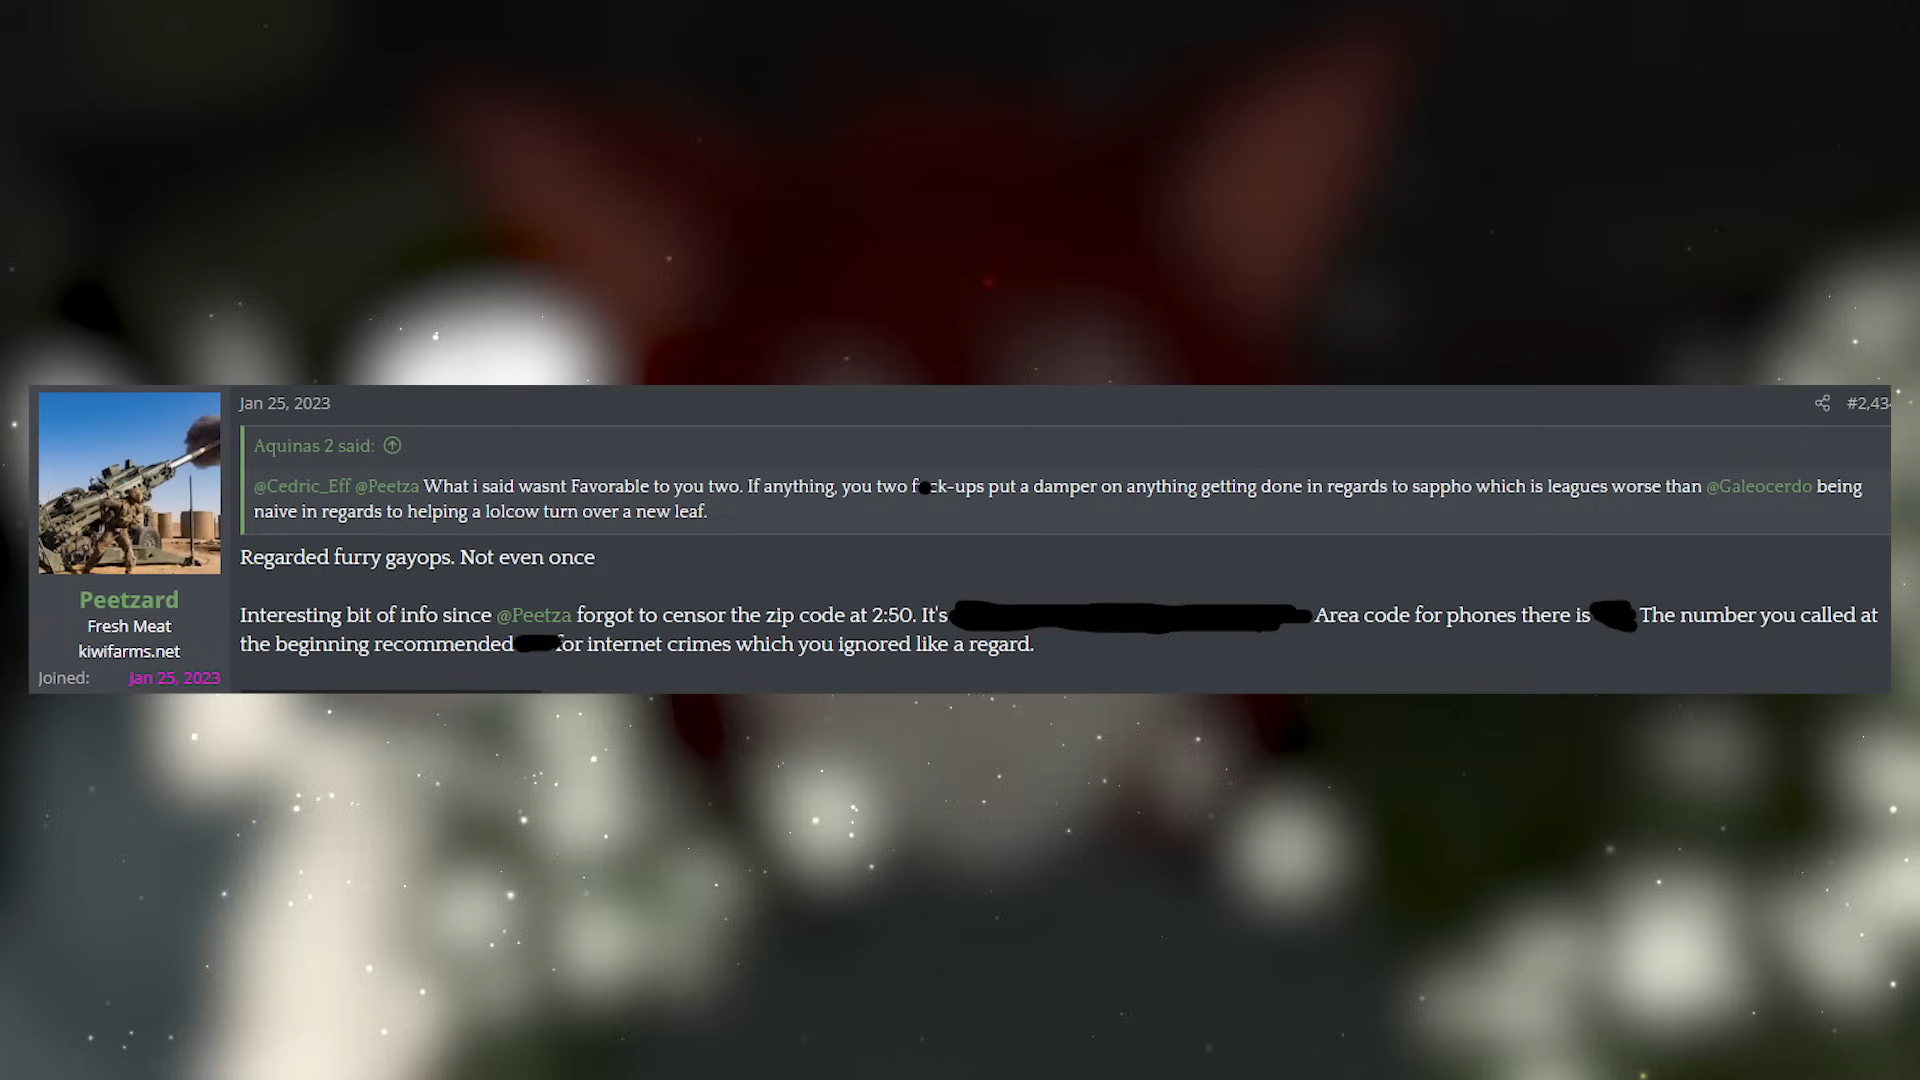 Jan 25, 2023
#2,43
Aquinas 2 said:
@Cedric_Eff @Peetza What i said wasnt Favorable to you two. If anything, you two f ck-ups put a damper on anything getting done in regards to sappho which is leagues worse than @Galeocerdo being
naive in regards to helping a lolcow turn over a new leaf.
Regarded furry gayops. Not even once
Peetzard
Fresh Meat
kiwifarms.net
Joined: Jan 25, 2023
Interesting bit of info since @Peetza forgot to censor the zip code at 2:50. It's Area code for phones there is The number you called at
the beginning recommended for internet crimes which you ignored like a regard.